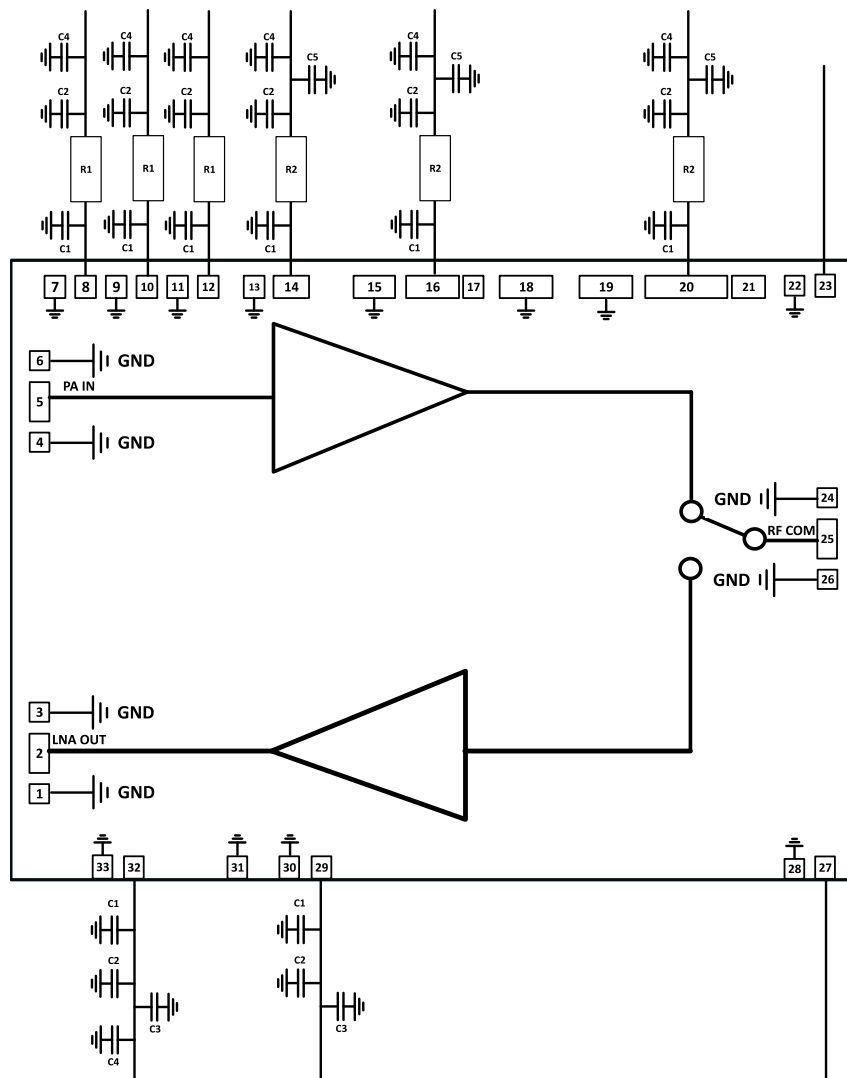 C4 C4 C4 C4 C5 C4 C5 C4 C5
C2 C2 C2 C2 C2 C2
R1 R1 R1 R2 R2 R2
C1 C1 C1 C1 C1 C1
7 8 9 10 11 12 13 14 15 16 17 18 19 20 21 22 23
6 GND
5 PA IN
4 GND
GND 24
RF COM 25
GND 26
3 GND
2 LNA OUT
1 GND
33 32 31 30 29 28 27
C1 C1
C2 C2
C3 C3
C4